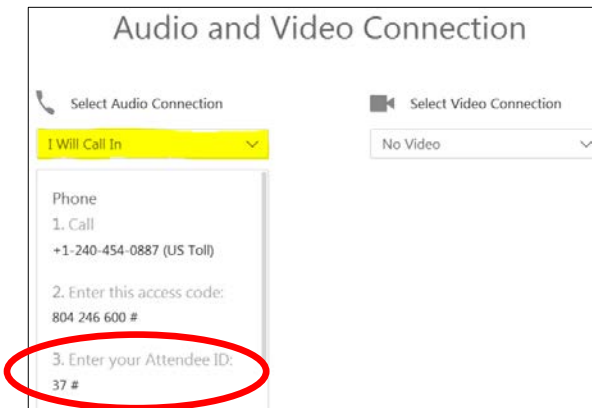 Audio and Video Connection
Select Audio Connection
Select Video Connection
I Will Call In
No Video
Phone
1. Call
+1-240-454-0887 (US Toll)
2. Enter this access code:
804 246 600 #
3. Enter your Attendee ID:
37 #